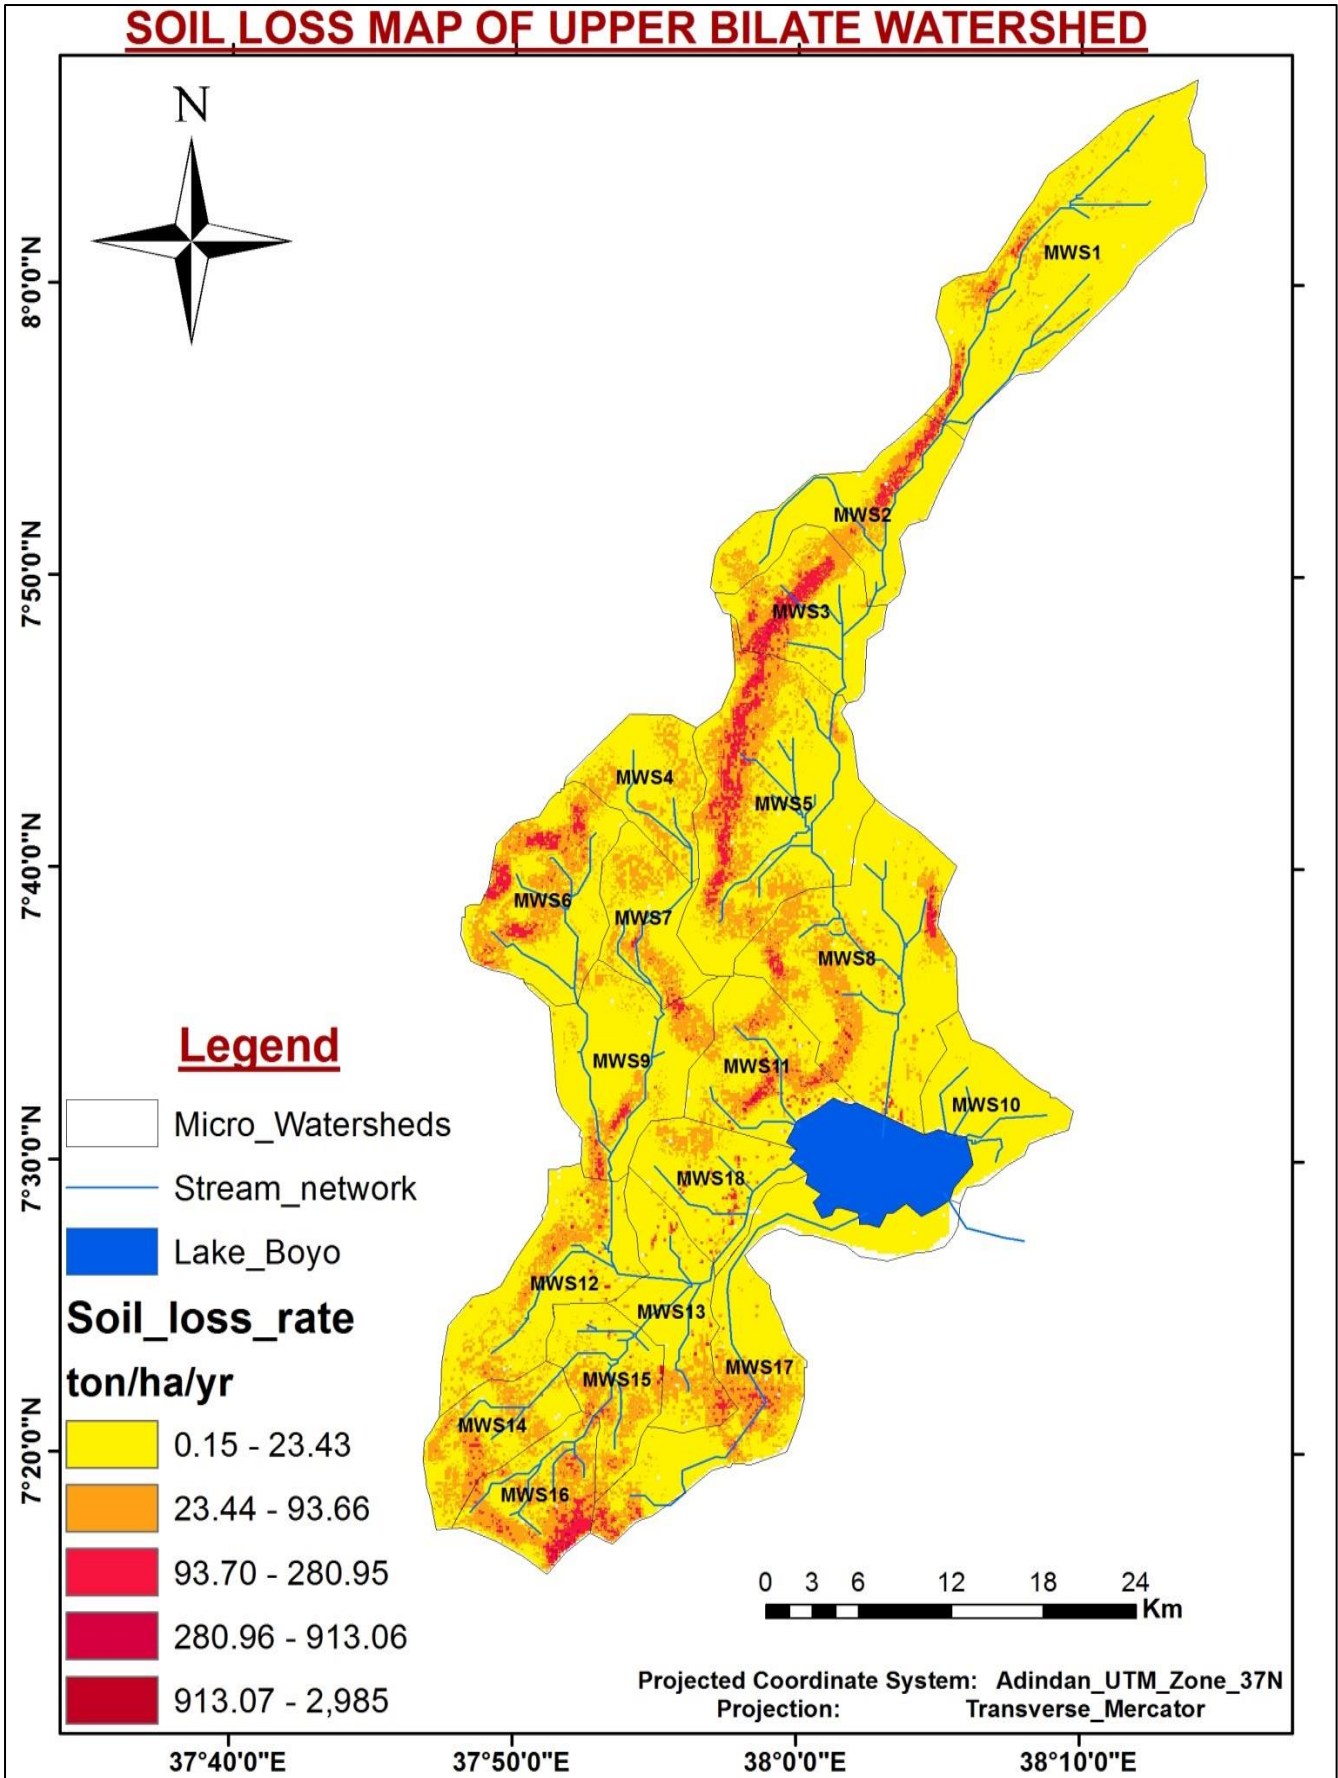 SOIL LOSS MAP OF UPPER BILATE WATERSHED
N
MWS1
8°0'0"N
MWS2
7°50'0"N
MWS3
MWS4
MWS5
7°40'0"N
MWS6
MWS7
MWS8
Legend
MWS9
MWS11
MWS10
Micro_Watersheds
7°30'0"N
MWS18
Stream_network
Lake_Boyo
MWS12
MWS13
Soil_loss_rate
MWS17
MWS15
ton/ha/yr
MWS14
0.15 - 23.43
7°20'0"N
MWS16
23.44 - 93.66
93.70 - 280.95
280.96 - 913.06
913.07 - 2,985
0 3 6 12 18 24
Km
Projected Coordinate System: Adindan_UTM_Zone_37N
Projection: Transverse_Mercator
37°40'0"E 37°50'0"E 38°0'0"E 38°10'0"E